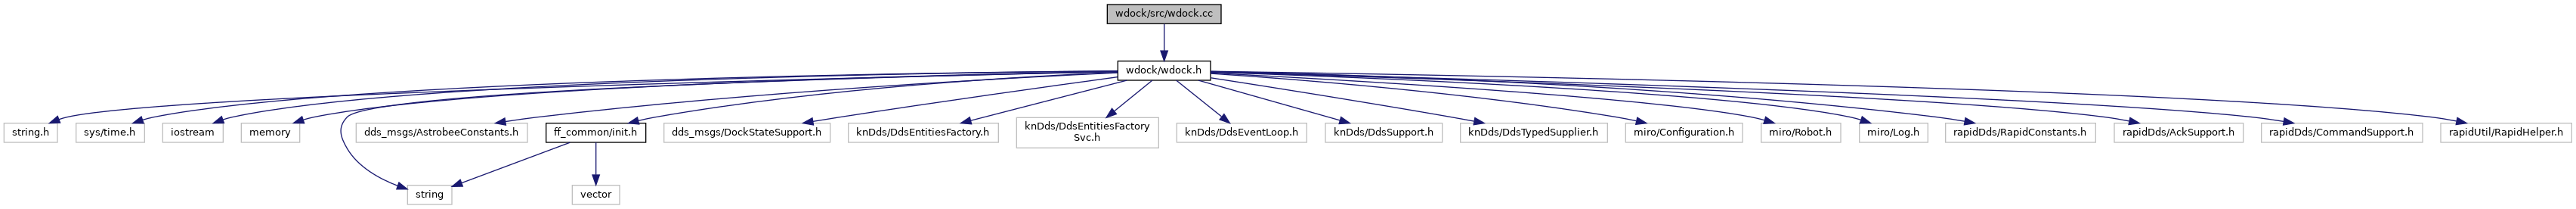 wdock/src/wdock.cc
wdock/wdock.h
string.h
sys/time.h
iostream
memory
dds_msgs/AstrobeeConstants.h
ff_common/init.h
dds_msgs/DockStateSupport.h
knDds/DdsEntitiesFactory.h
knDds/DdsEntitiesFactory
Svc.h
knDds/DdsEventLoop.h
knDds/DdsSupport.h
knDds/DdsTypedSupplier.h
miro/Configuration.h
miro/Robot.h
miro/Log.h
rapidDds/RapidConstants.h
rapidDds/AckSupport.h
rapidDds/CommandSupport.h
rapidUtil/RapidHelper.h
string
vector